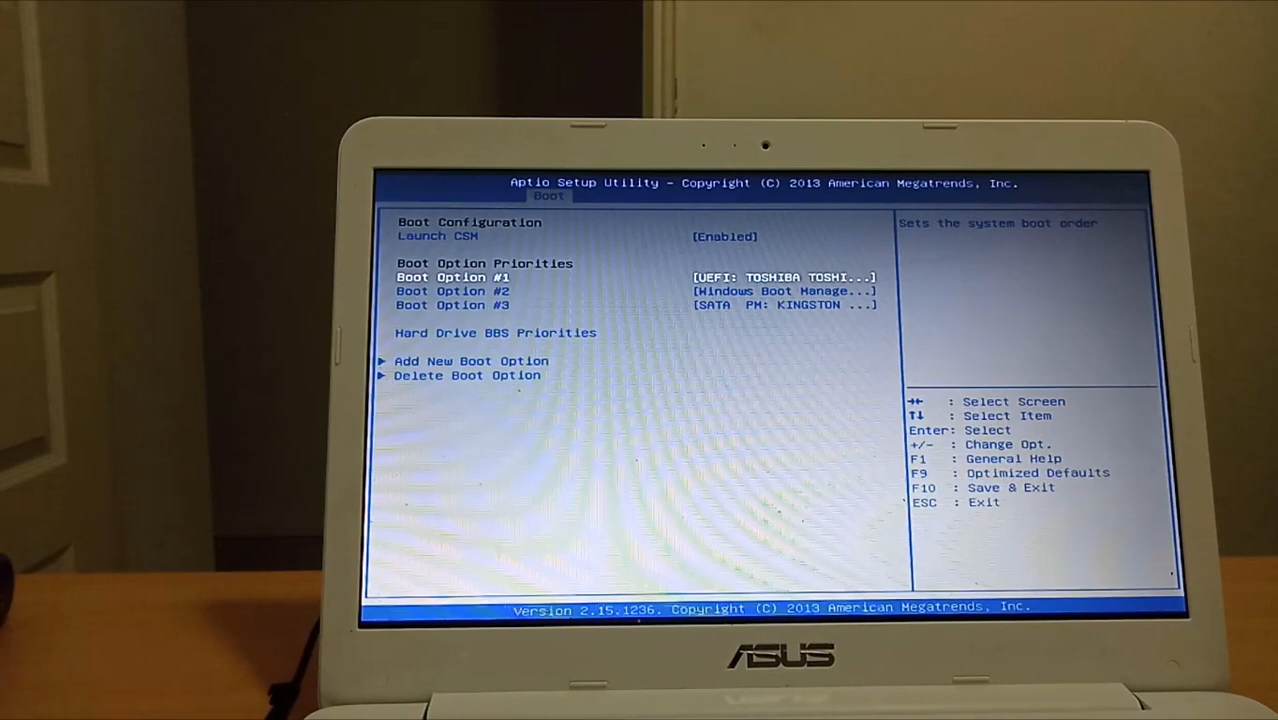 Aptio Setup Utility - Copyright (C) 2013 American Megatrends, Inc.
Boot
Boot Configuration
Launch CSM [Enabled]
Boot Option Priorities
Boot Option #1 [UEFI: TOSHIBA TOSHI...]
Boot Option #2 [Windows Boot Manage...]
Boot Option #3 [SATA PM: KINGSTON ...]
Hard Drive BBS Priorities
Add New Boot Option
Delete Boot Option
Sets the system boot order
→←: Select Screen
↑↓: Select Item
Enter: Select
+/-: Change Opt.
F1: General Help
F9: Optimized Defaults
F10: Save & Exit
ESC: Exit
Version 2.15.1236. Copyright (C) 2013 American Megatrends, Inc.
ASUS